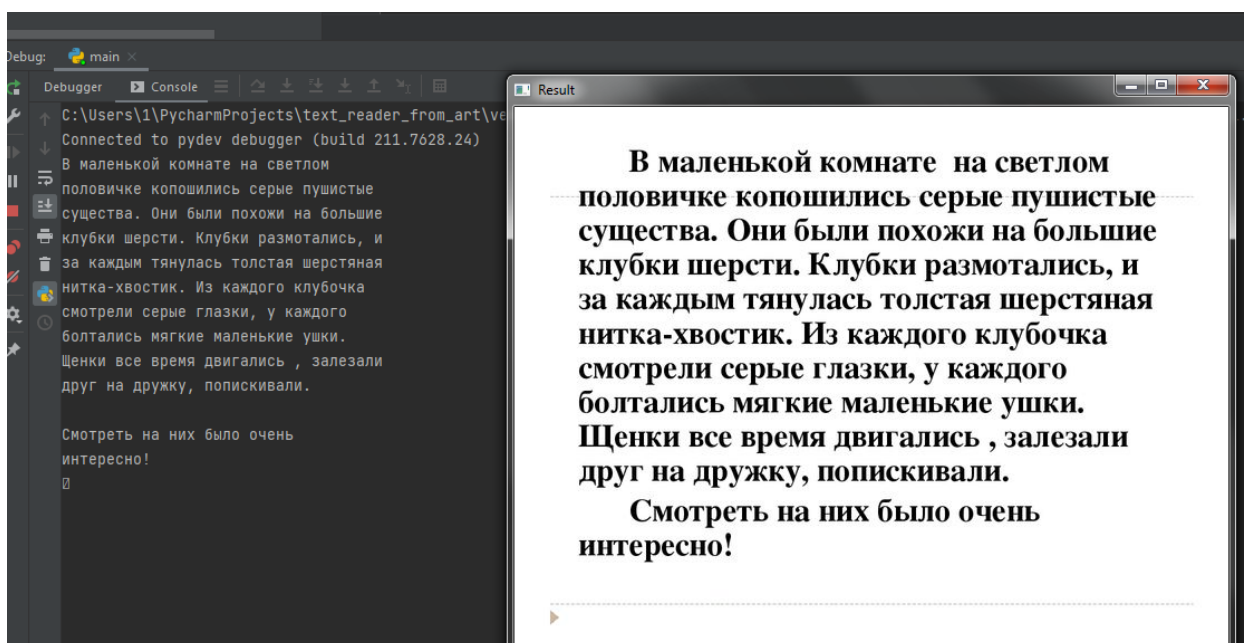 Debug:
main
Debugger
Console
C:\Users\1\PycharmProjects\text_reader_from_art\ve
Connected to pydev debugger (build 211.7628.24)
В маленькой комнате на светлом
половичке копошились серые пушистые
существа. Они были похожи на большие
клубки шерсти. Клубки размотались, и
за каждым тянулась толстая шерстяная
нитка-хвостик. Из каждого клубочка
смотрели серые глазки, у каждого
болтались мягкие маленькие ушки.
Щенки все время двигались , залезали
друг на дружку, попискивали.
Смотреть на них было очень
интересно!
Result
В маленькой комнате на светлом
половичке копошились серые пушистые
существа. Они были похожи на большие
клубки шерсти. Клубки размотались, и
за каждым тянулась толстая шерстяная
нитка-хвостик. Из каждого клубочка
смотрели серые глазки, у каждого
болтались мягкие маленькие ушки.
Щенки все время двигались , залезали
друг на дружку, попискивали.
Смотреть на них было очень
интересно!